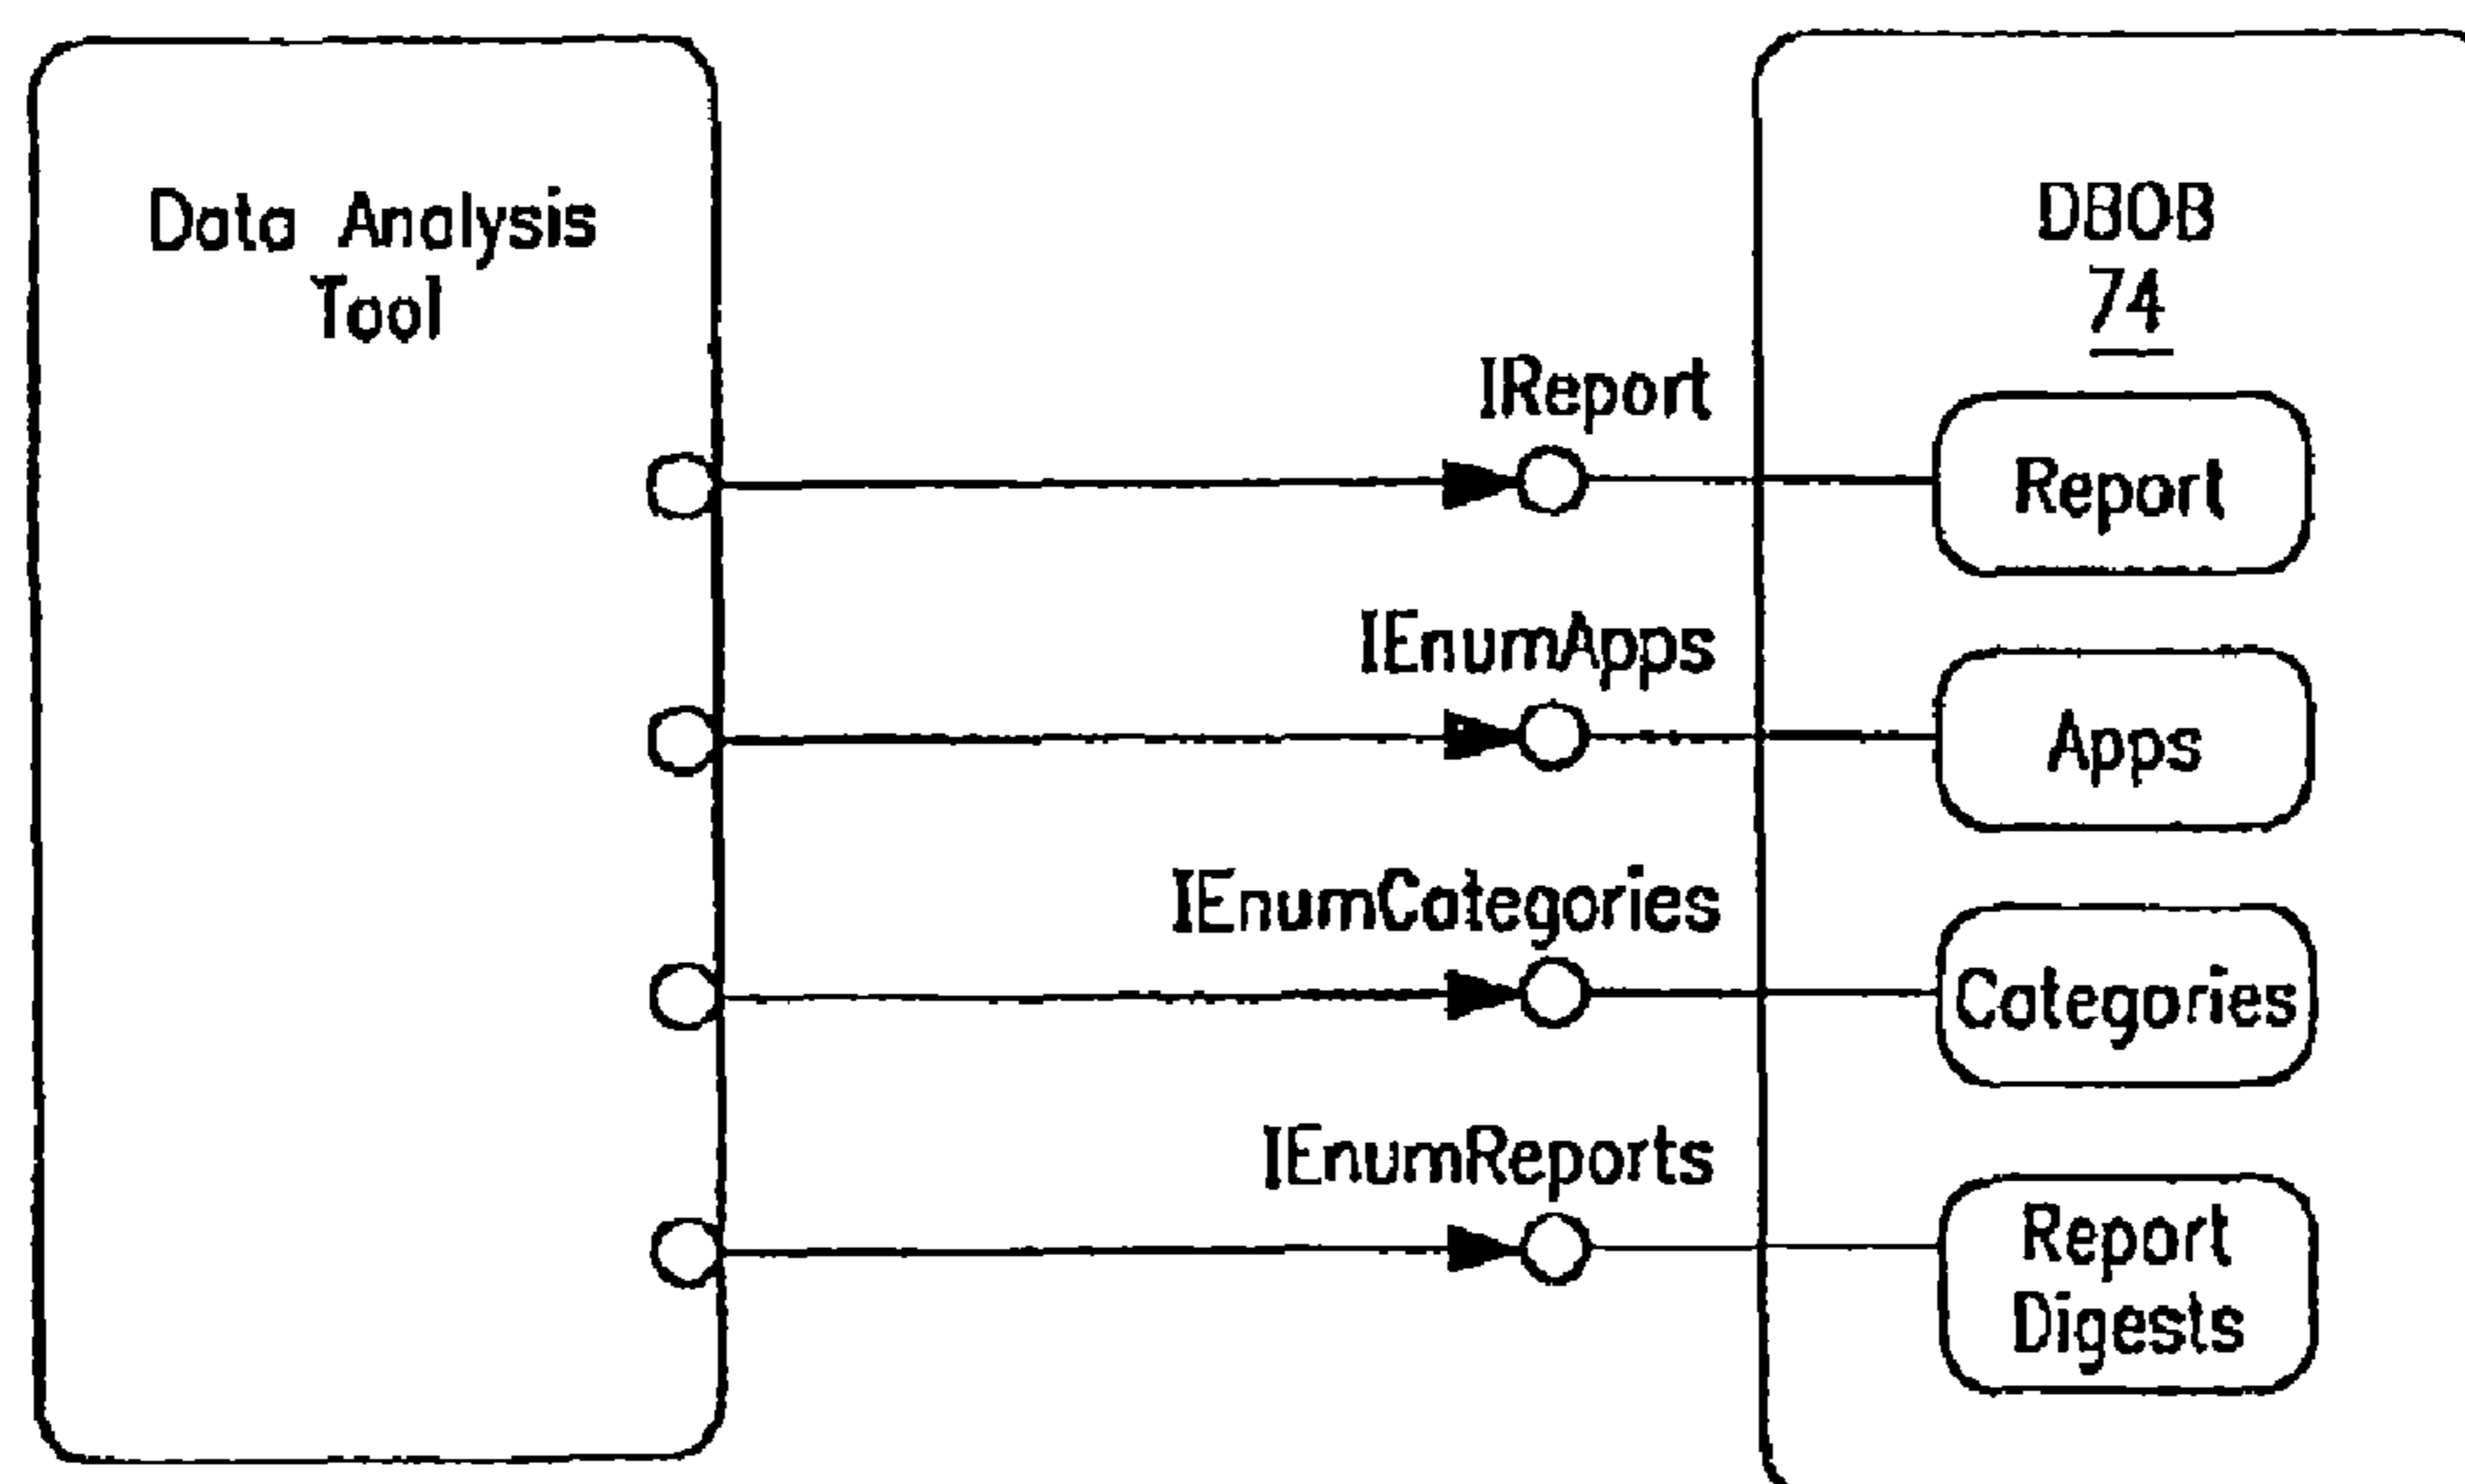 Data Analysis
Tool
DBOB
74
IReport
Report
IEnumApps
Apps
IEnumCategories
Categories
IEnumReports
Report
Digests